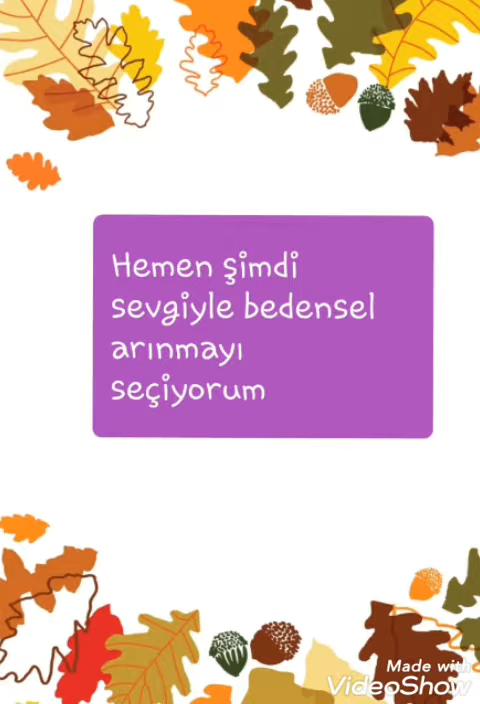 Hemen şimdi
sevgiyle bedensel
arınmayı
seçiyorum
Made with
VideoShow